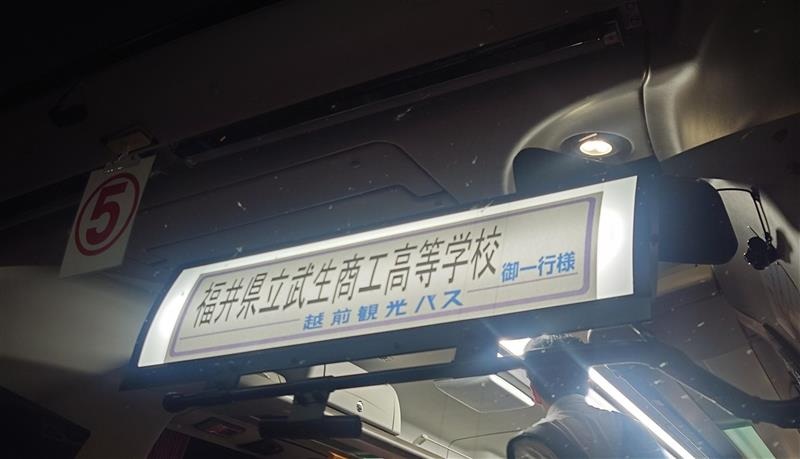 ⑤
福井県立武生商工高等学校 御一行様
越前観光バス